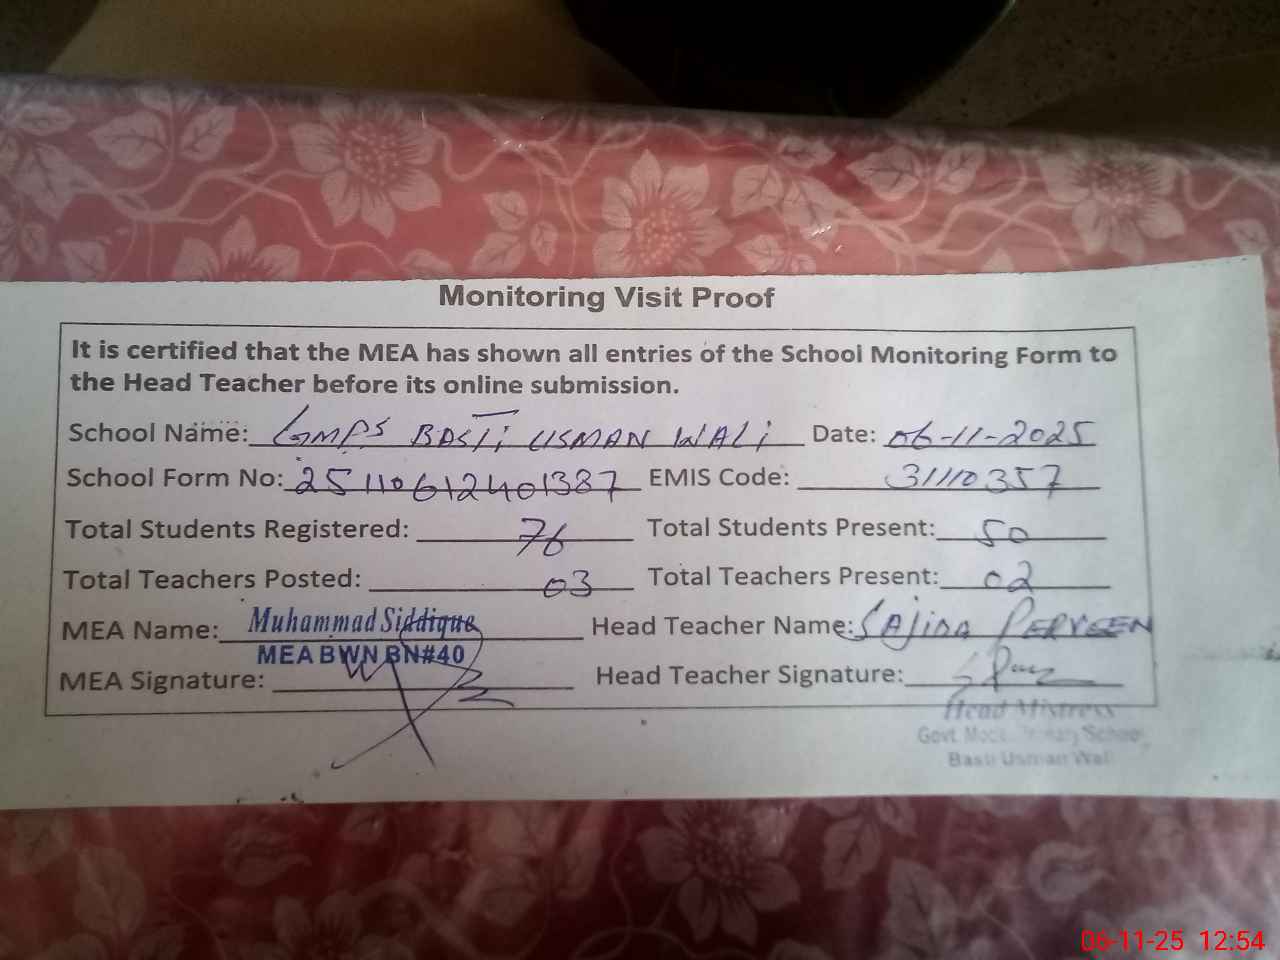 Monitoring Visit Proof
It is certified that the MEA has shown all entries of the School Monitoring Form to
the Head Teacher before its online submission.
School Name: GMPS BASTI USMAN WALI Date: 06-11-2025
School Form No: 25110612401387 EMIS Code: 31110357
Total Students Registered: 76 Total Students Present: 50
Total Teachers Posted: 03 Total Teachers Present: 02
MEA Name: Muhammad Siddique Head Teacher Name: SAJIDA PERVEEN
MEA BWN BN#40
MEA Signature: Head Teacher Signature:
Head Mistress
Govt. Model Primary School
Basti Usman Wali
06-11-25 12:54